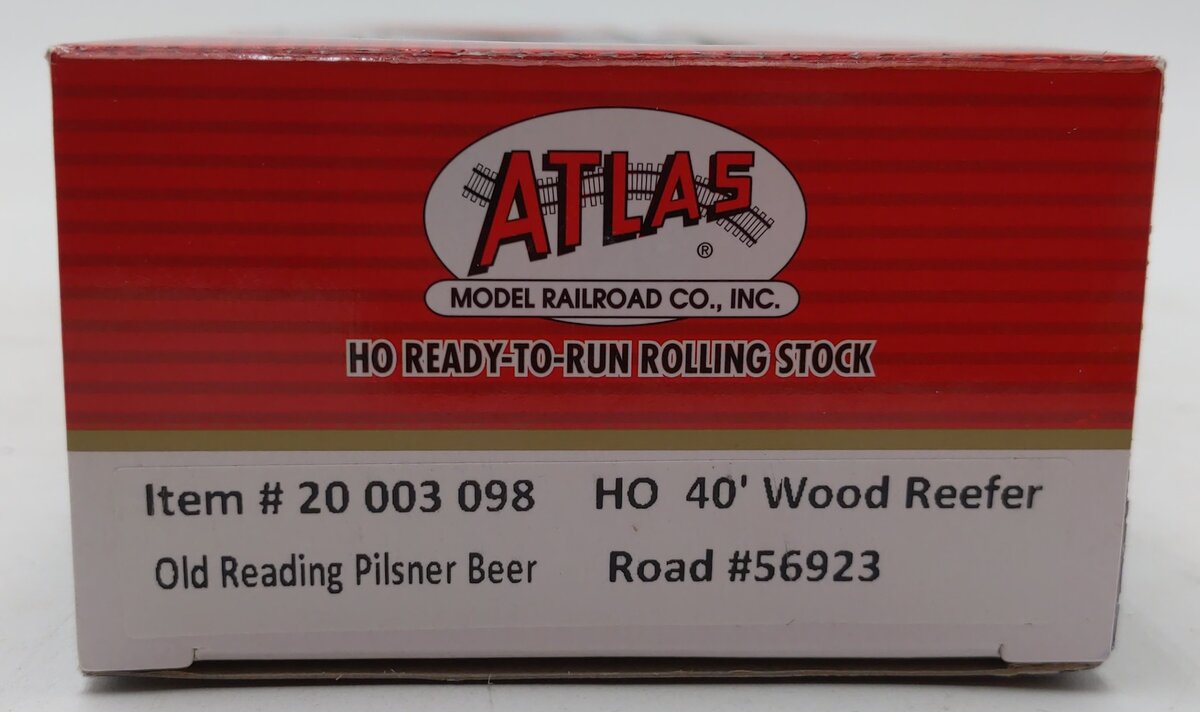 ATLAS
®
MODEL RAILROAD CO., INC.
HO READY-TO-RUN ROLLING STOCK
Item # 20 003 098 HO 40' Wood Reefer
Old Reading Pilsner Beer Road #56923